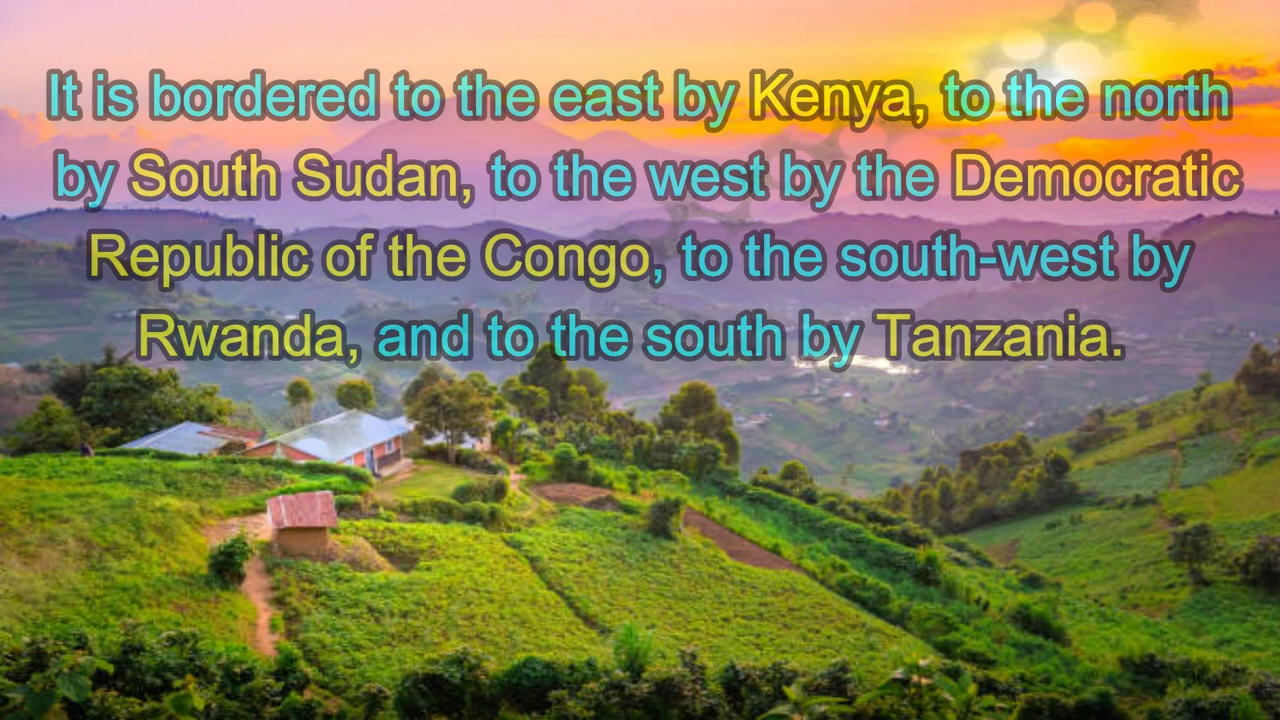 It is bordered to the east by Kenya, to the north
by South Sudan, to the west by the Democratic
Republic of the Congo, to the south-west by
Rwanda, and to the south by Tanzania.